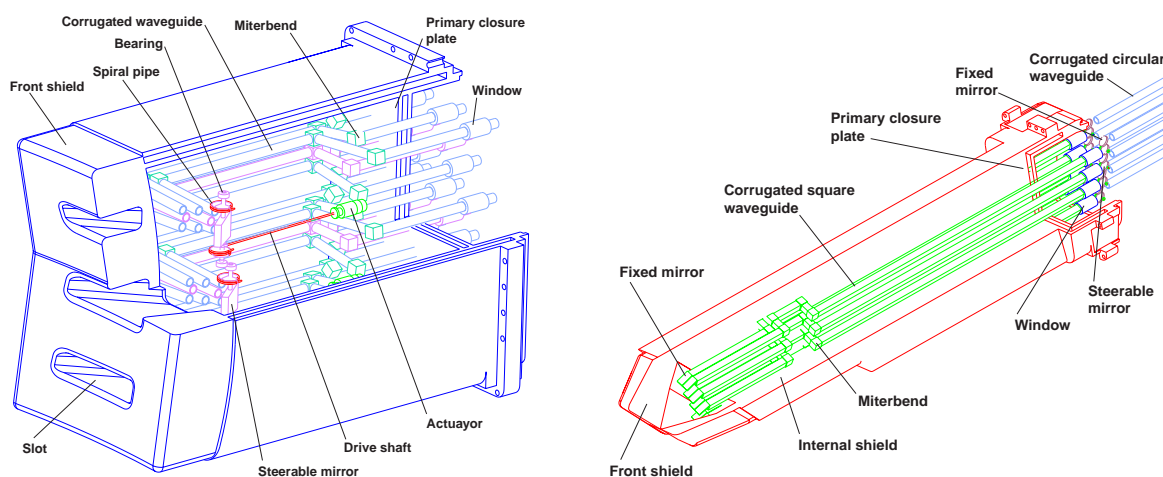 Corrugated waveguide
Bearing
Spiral pipe
Front shield
Miterbend
Primary closure
plate
Window
Slot
Steerable mirror
Drive shaft
Actuayor
Corrugated circular
waveguide
Fixed
mirror
Primary closure
plate
Corrugated square
waveguide
Fixed mirror
Steerable
mirror
Window
Miterbend
Internal shield
Front shield